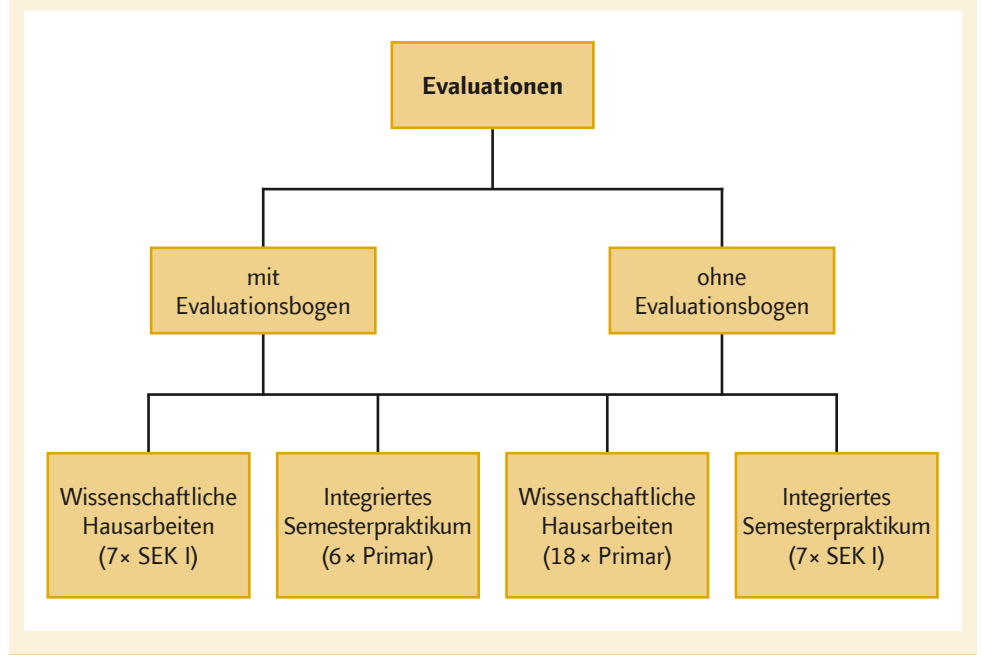 Evaluationen
mit
Evaluationsbogen
ohne
Evaluationsbogen
Wissenschaftliche
Hausarbeiten
(7× SEK I)
Integriertes
Semesterpraktikum
(6× Primar)
Wissenschaftliche
Hausarbeiten
(18× Primar)
Integriertes
Semesterpraktikum
(7× SEK I)